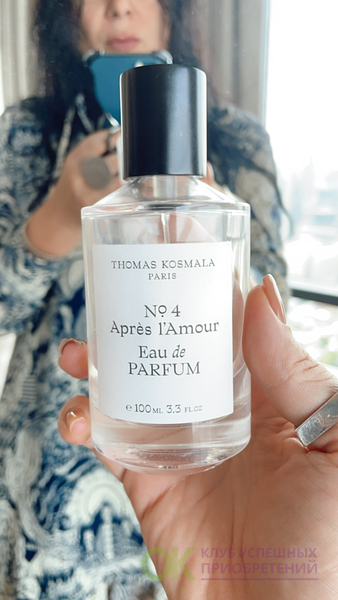 THOMAS KOSMALA
PARIS
Nº 4
Après l'Amour
Eau de
PARFUM
e 100 ML 3.3 FL.OZ
ОК КЛУБ УСПЕШНЫХ
ПРИОБРЕТЕНИЙ